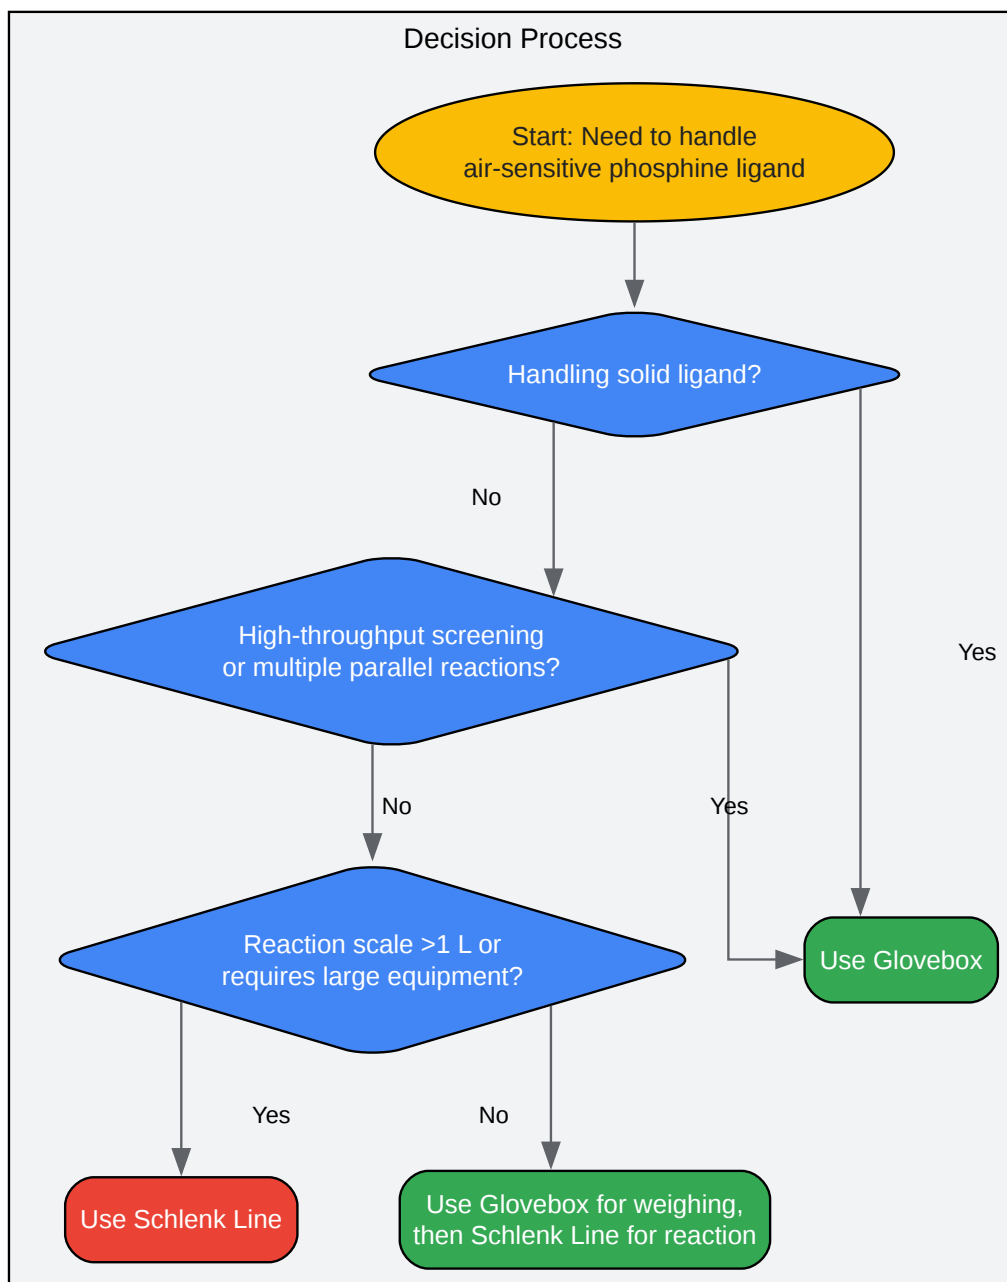 Decision Process
Start: Need to handle
air-sensitive phosphine ligand
Handling solid ligand?
No
High-throughput screening
or multiple parallel reactions?
Yes
No
Yes
Reaction scale >1 L or
requires large equipment?
Use Glovebox
Yes
No
Use Schlenk Line
Use Glovebox for weighing,
then Schlenk Line for reaction